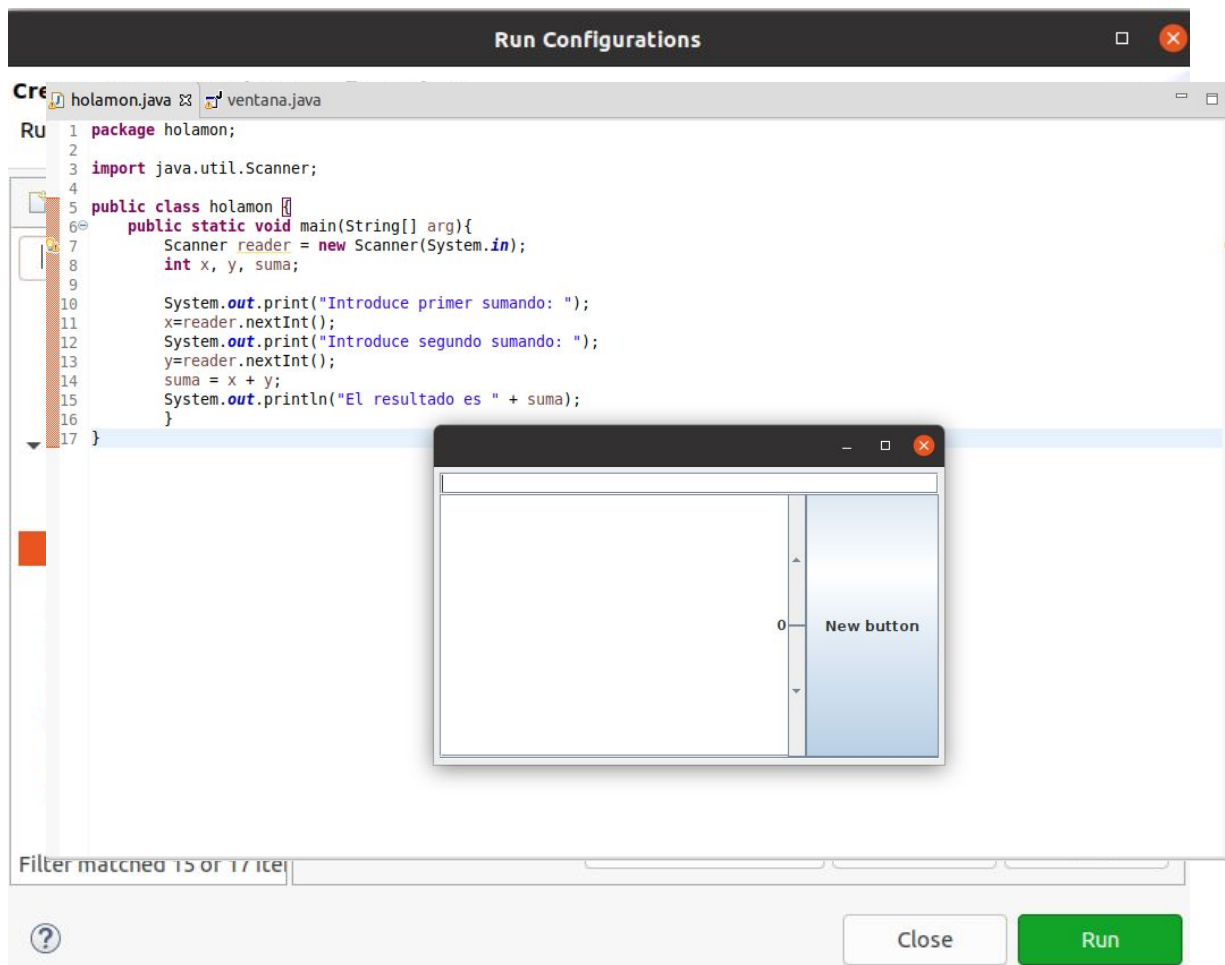 Run Configurations
Cre
holamon.java ventana.java
Ru
1 package holamon;
2
3 import java.util.Scanner;
4
5 public class holamon {
6 public static void main(String[] arg){
7 Scanner reader = new Scanner(System.in);
8 int x, y, suma;
9
10 System.out.print("Introduce primer sumando: ");
11 x=reader.nextInt();
12 System.out.print("Introduce segundo sumando: ");
13 y=reader.nextInt();
14 suma = x + y;
15 System.out.println("El resultado es " + suma);
16 }
17 }
0
New button
Filter matched 15 of 17 ite
Close
Run